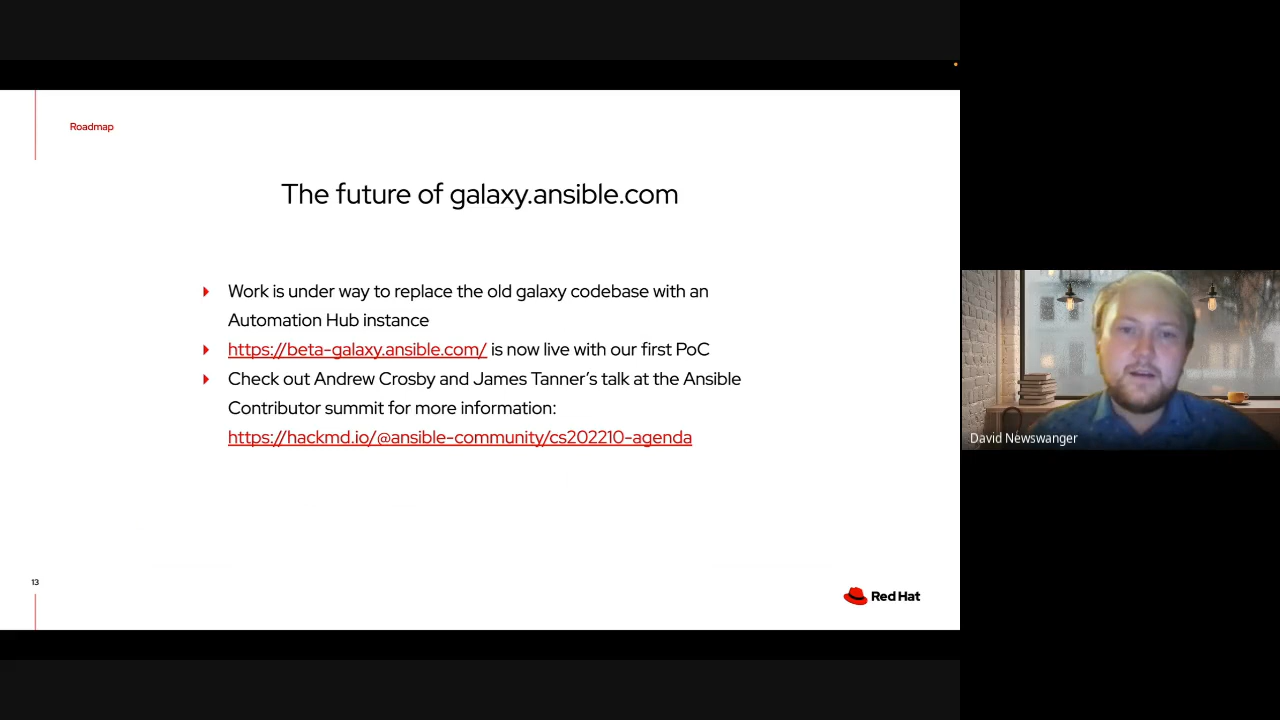 Roadmap
The future of galaxy.ansible.com
Work is under way to replace the old galaxy codebase with an
Automation Hub instance
https://beta-galaxy.ansible.com/ is now live with our first PoC
Check out Andrew Crosby and James Tanner’s talk at the Ansible
Contributor summit for more information:
https://hackmd.io/@ansible-community/cs202210-agenda
David Newswanger
13
Red Hat